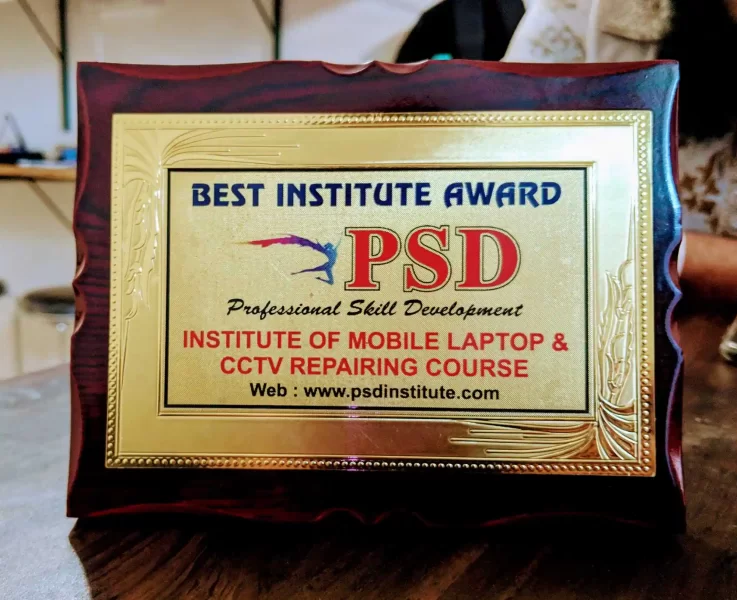 BEST INSTITUTE AWARD
PSD
Professional Skill Development
INSTITUTE OF MOBILE LAPTOP &
CCTV REPAIRING COURSE
Web : www.psdinstitute.com